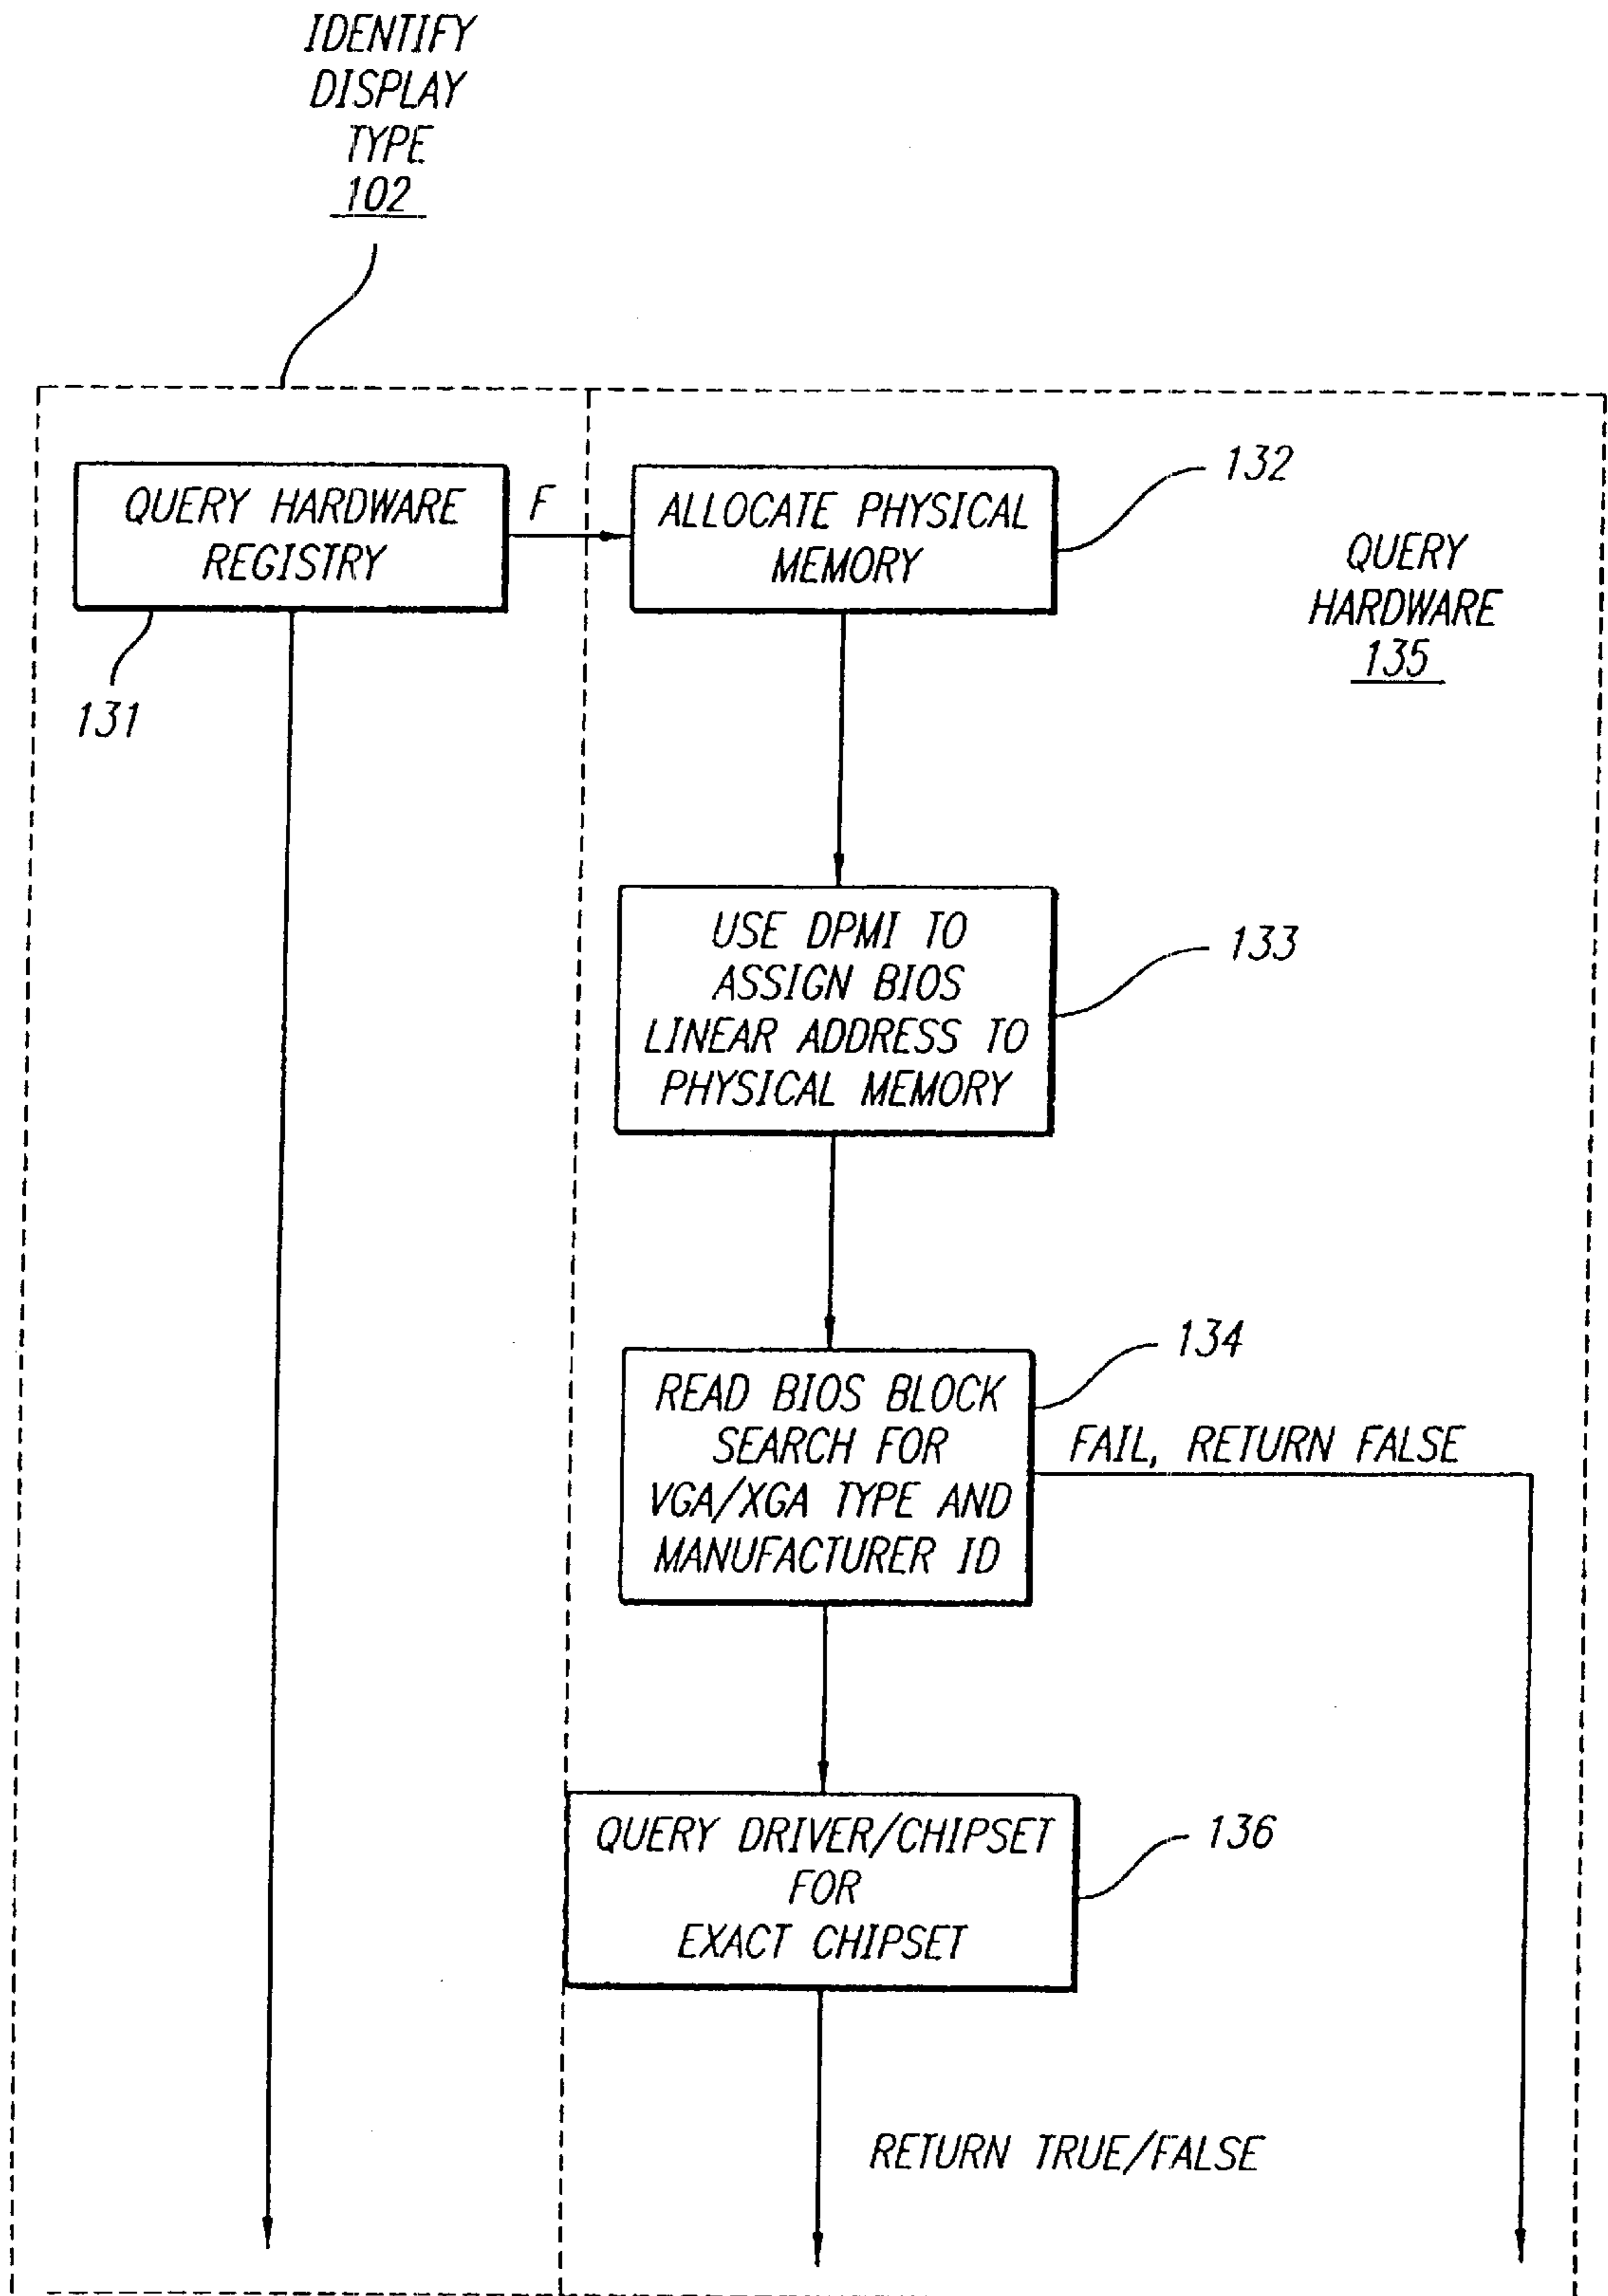 IDENTIFY
DISPLAY
TYPE
102
QUERY HARDWARE
REGISTRY
131
F
ALLOCATE PHYSICAL
MEMORY
132
QUERY
HARDWARE
135
USE DPMI TO
ASSIGN BIOS
LINEAR ADDRESS TO
PHYSICAL MEMORY
133
READ BIOS BLOCK
SEARCH FOR
VGA/XGA TYPE AND
MANUFACTURER ID
134
FAIL, RETURN FALSE
QUERY DRIVER/CHIPSET
FOR
EXACT CHIPSET
136
RETURN TRUE/FALSE